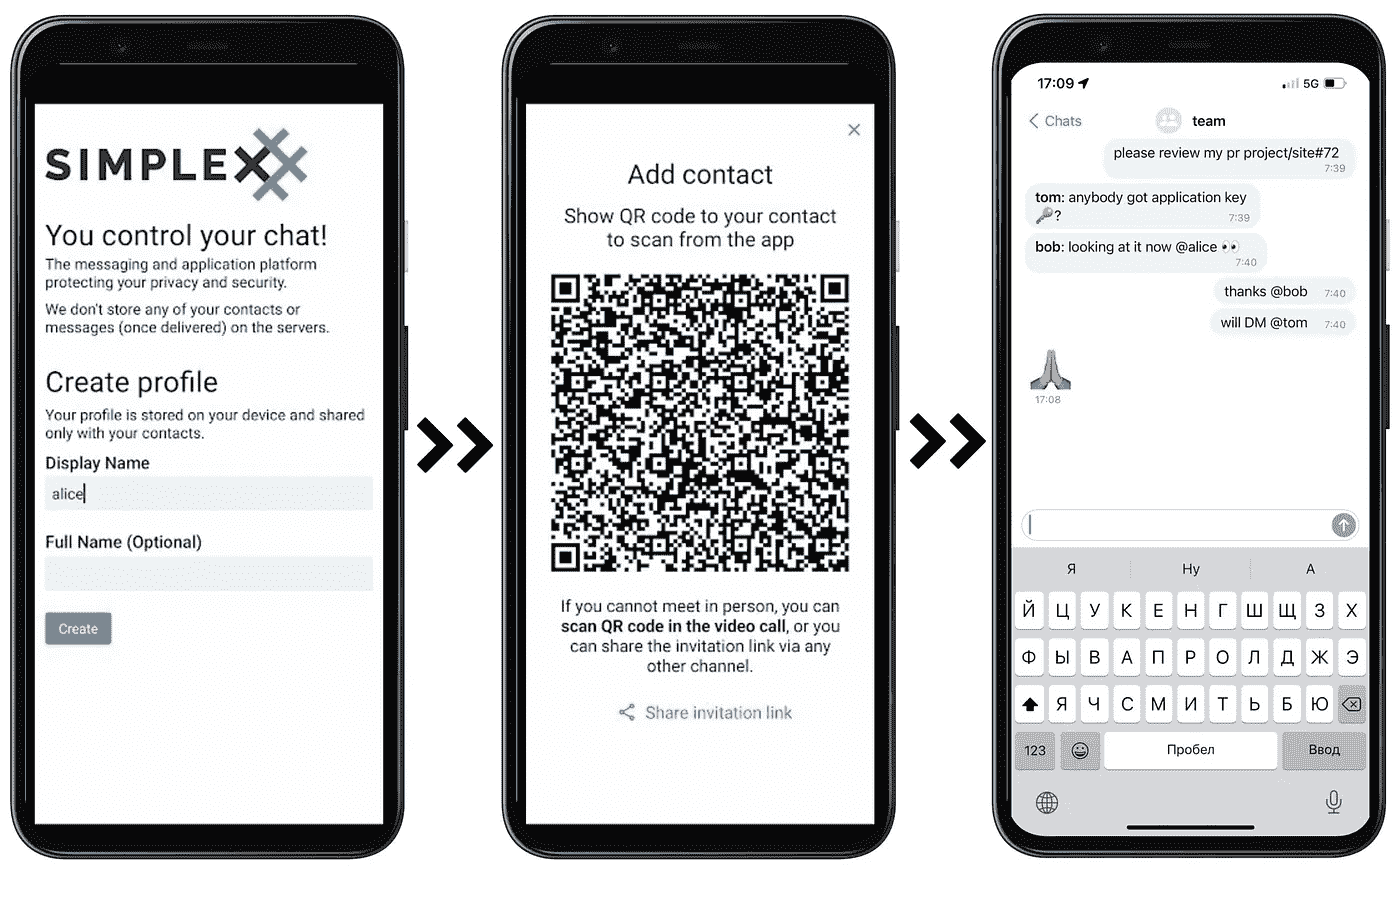 SIMPLEX
You control your chat!
The messaging and application platform
protecting your privacy and security.
We don't store any of your contacts or
messages (once delivered) on the servers.
Create profile
Your profile is stored on your device and shared
only with your contacts.
Display Name
alice
Full Name (Optional)
Create
Add contact
Show QR code to your contact
to scan from the app
If you cannot meet in person, you can
scan QR code in the video call, or you
can share the invitation link via any
other channel.
Share invitation link
17:09
5G
Chats
team
please review my pr project/site#72
7:39
tom: anybody got application key
🔑?
7:39
bob: looking at it now @alice 👀
7:40
thanks @bob 7:40
will DM @tom 7:40
🙏
17:08
Я Ну А
Й Ц У К Е Н Г Ш Щ З Х
Ф Ы В А П Р О Л Д Ж Э
Я Ч С М И Т Ь Б Ю
123 Пробел Ввод